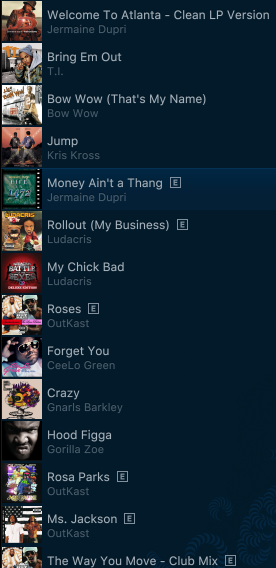 Welcome To Atlanta - Clean LP Version
Jermaine Dupri
Bring Em Out
T.I.
Bow Wow (That's My Name)
Bow Wow
Jump
Kris Kross
Money Ain't a Thang E
Jermaine Dupri
Rollout (My Business) E
Ludacris
LUDACRIS
My Chick Bad
Ludacris
BATTLE
Roses E
OutKast
Forget You
CeeLo Green
Crazy
Gnarls Barkley
Hood Figga
Gorilla Zoe
Rosa Parks E
OutKast
Ms. Jackson E
OutKast
The Way You Move - Club Mix E